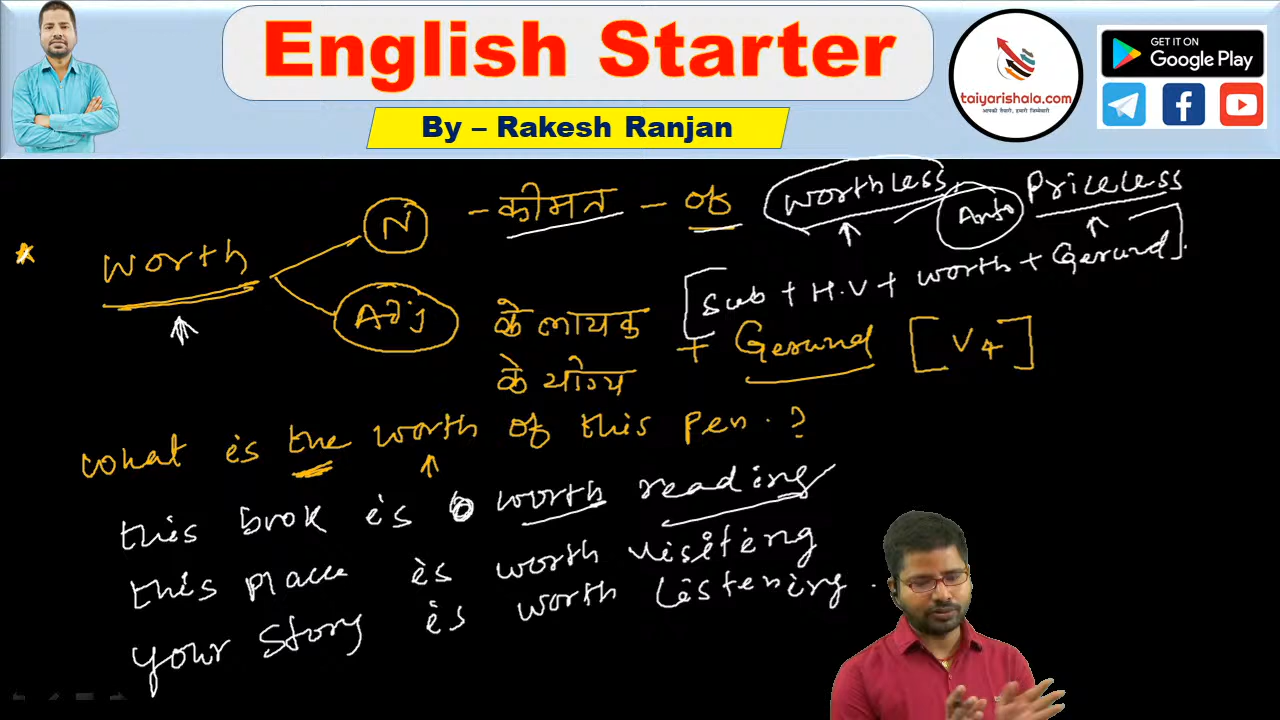 English Starter
By – Rakesh Ranjan
taiyarishala.com
आपकी तैयारी, हमारी जिम्मेदारी
GET IT ON
Google Play
worth
N - कीमत - of worthless Anto Priceless
[Sub + H.V + worth + Gerund].
Adj के लायक + Gerund [V4]
के योग्य
What is the worth of this pen.?
this book is worth reading
this place is worth visiting
your Story is worth Listening.